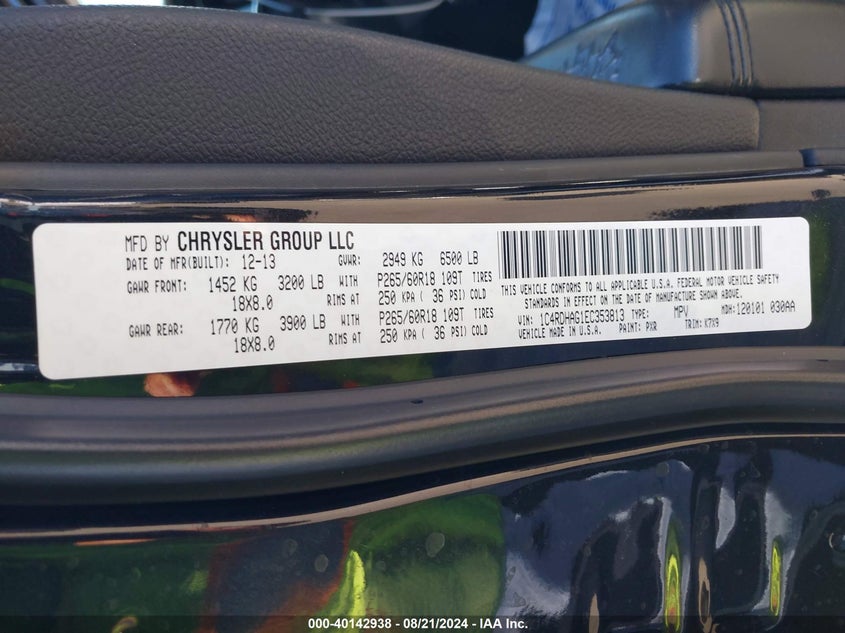 MFD BY CHRYSLER GROUP LLC
DATE OF MFR(BUILT): 12-13 GVWR: 2949 KG 6500 LB
GAWR FRONT: 1452 KG 3200 LB WITH P265/60R18 109T TIRES
18X8.0 RIMS AT 250 KPA ( 36 PSI) COLD
GAWR REAR: 1770 KG 3900 LB WITH P265/60R18 109T TIRES
18X8.0 RIMS AT 250 KPA ( 36 PSI) COLD
THIS VEHICLE CONFORMS TO ALL APPLICABLE U.S.A. FEDERAL MOTOR VEHICLE SAFETY
STANDARDS IN EFFECT ON THE DATE OF MANUFACTURE SHOWN ABOVE.
VIN: 1C4RDHAG1EC353813 TYPE: MPV MDH: 120101 030AA
VEHICLE MADE IN U.S.A. PAINT: PXR TRIM: K7X9
000-40142938 - 08/21/2024 - IAA Inc.